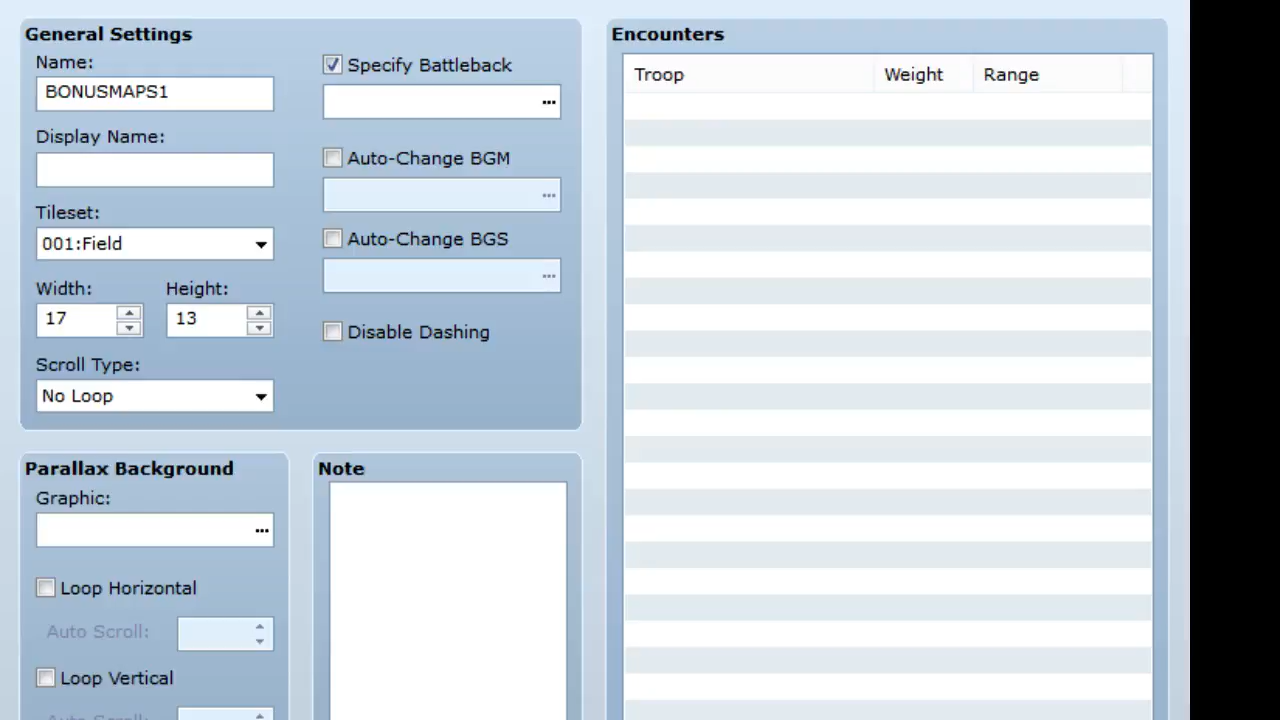 General Settings
Name:
BONUSMAPS1
Display Name:
Tileset:
001:Field
Width:
Height:
17
13
Scroll Type:
No Loop
Specify Battleback
...
Auto-Change BGM
...
Auto-Change BGS
...
Disable Dashing
Parallax Background
Graphic:
...
Loop Horizontal
Auto Scroll:
Loop Vertical
Auto Scroll:
Note
Encounters
Troop
Weight
Range